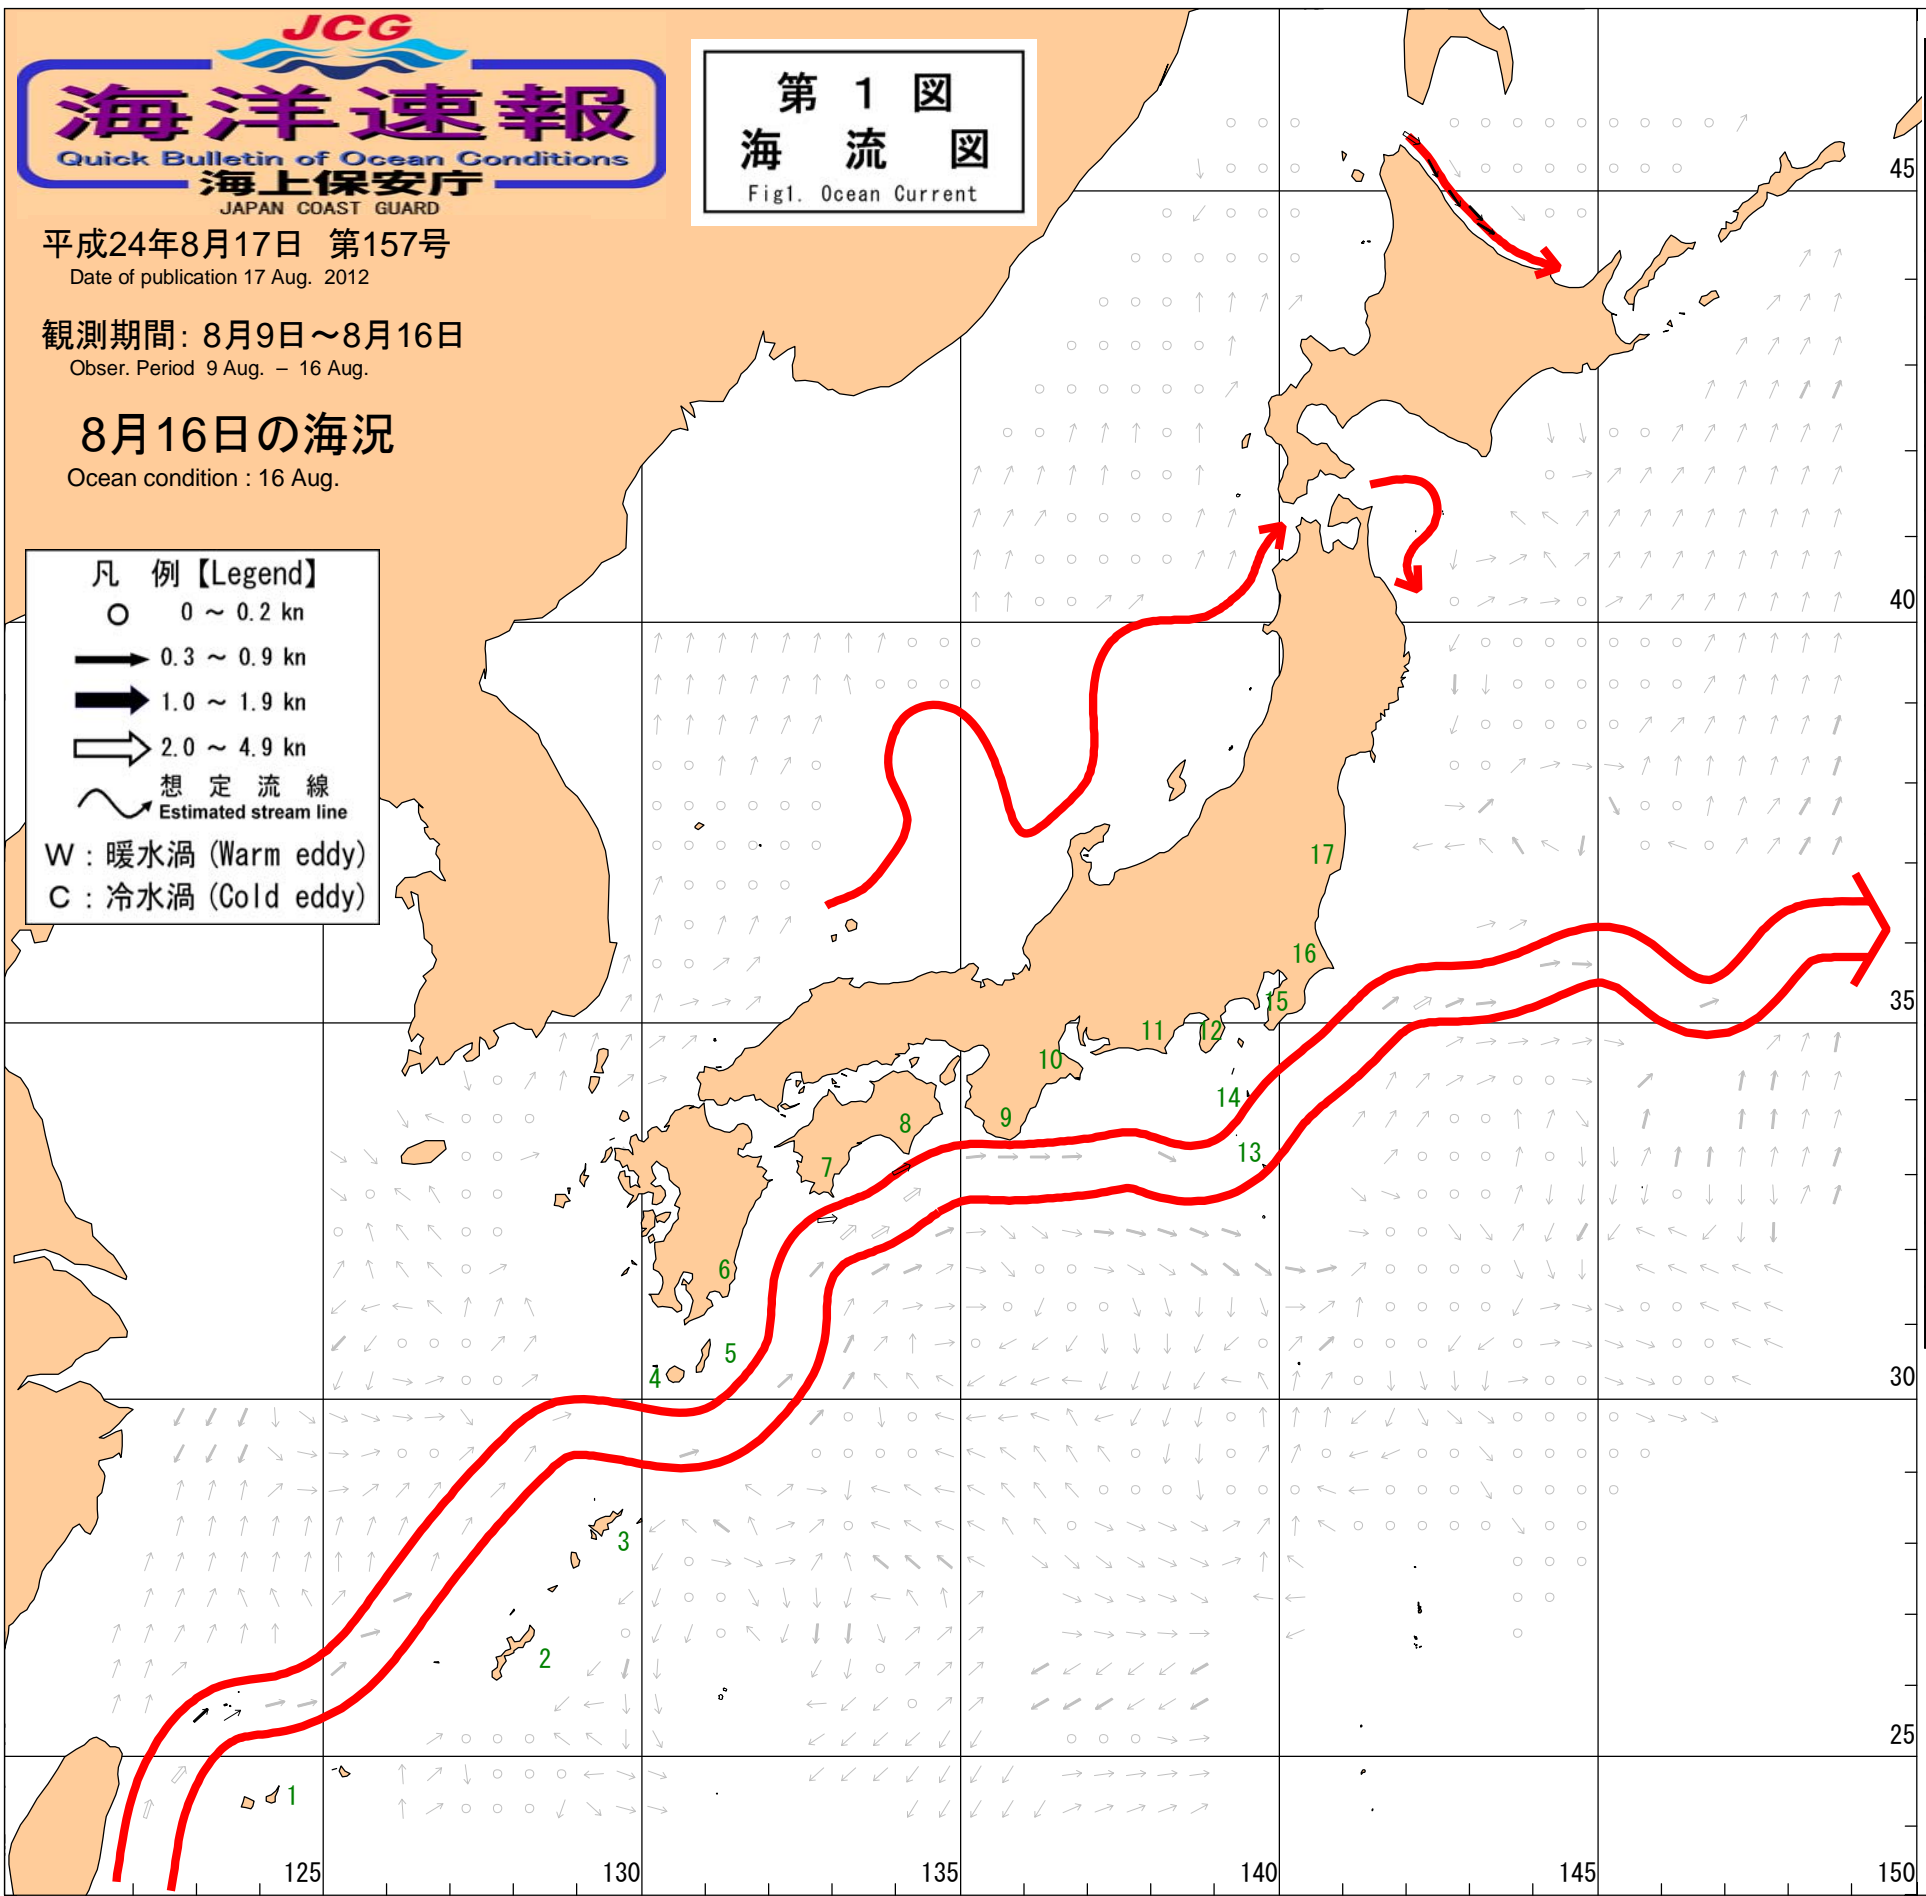 JCG
海洋速報
Quick Bulletin of Ocean Conditions
海上保安庁
JAPAN COAST GUARD
平成24年8月17日 第157号
Date of publication 17 Aug. 2012
観測期間: 8月9日~8月16日
Obser. Period 9 Aug. – 16 Aug.
8月16日の海況
Ocean condition : 16 Aug.
第 1 図
海 流 図
Fig1. Ocean Current
凡 例【Legend】
0 ~ 0.2 kn
0.3 ~ 0.9 kn
1.0 ~ 1.9 kn
2.0 ~ 4.9 kn
想 定 流 線
Estimated stream line
W : 暖水渦 (Warm eddy)
C : 冷水渦 (Cold eddy)
45
40
17
16
35
15
12
11
10
14
9
8
13
7
6
5
4
30
3
2
25
1
125
130
135
140
145
150